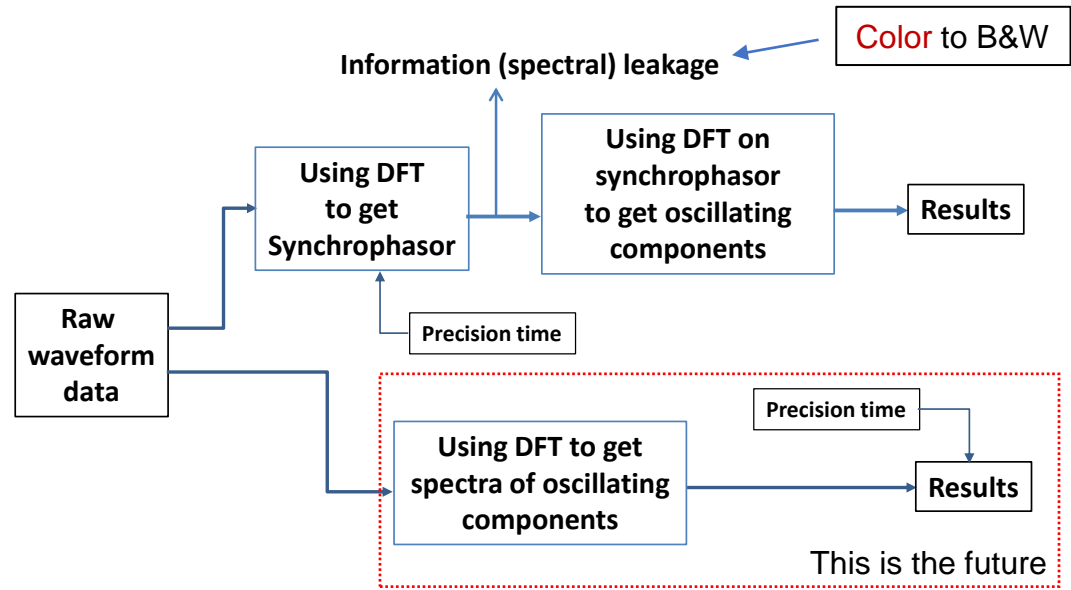 Color to B&W
Information (spectral) leakage
Using DFT
to get
Synchrophasor
Using DFT on
synchrophasor
to get oscillating
components
Results
Precision time
Raw
waveform
data
Using DFT to get
spectra of oscillating
components
Precision time
Results
This is the future